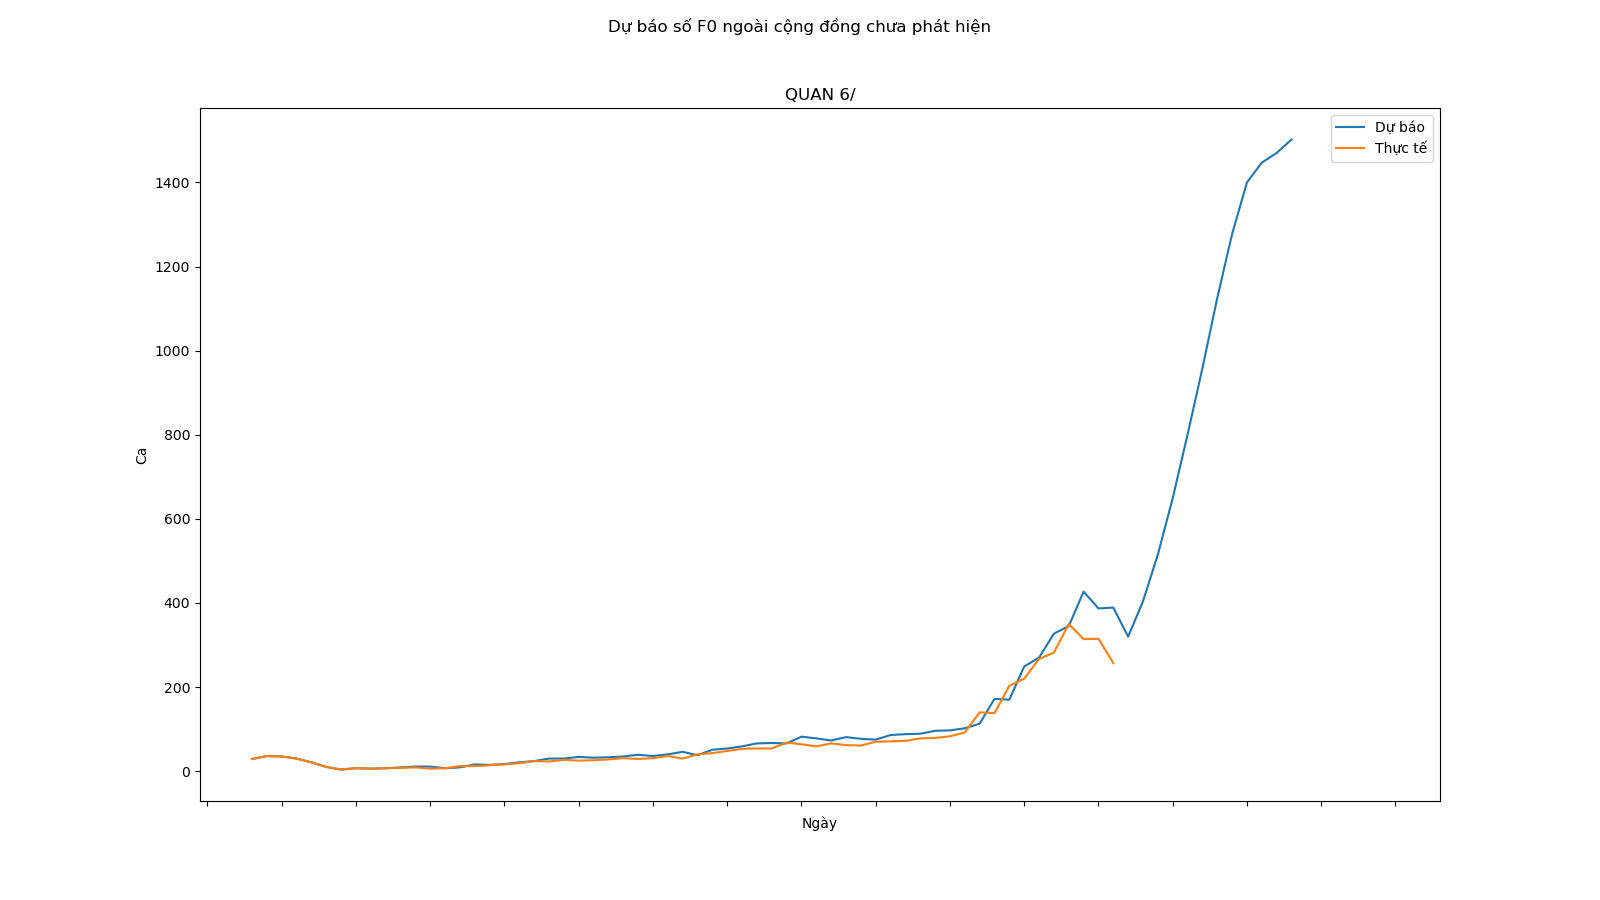 Dự báo số F0 ngoài cộng đồng chưa phát hiện
QUAN 6/
Dự báo
Thực tế
1400
1200
1000
800
600
400
200
0
Ca
Ngày